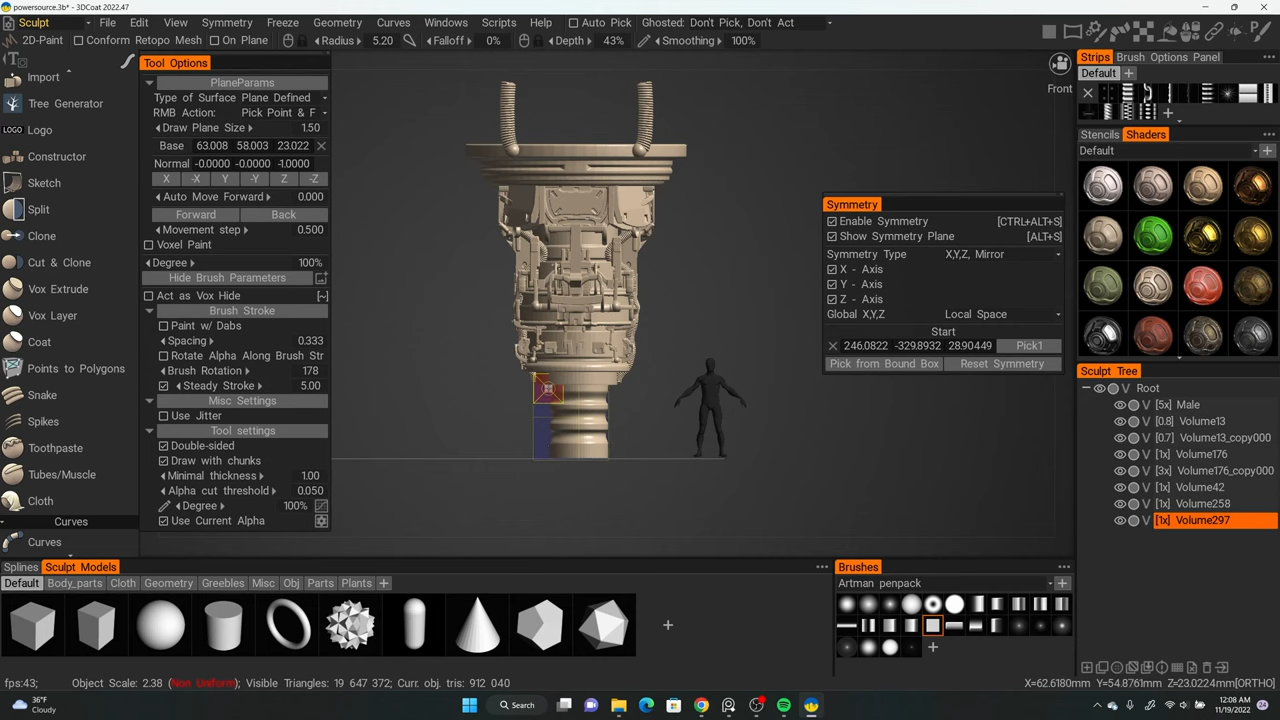 powersource.3b* - 3DCoat 2022.47
Sculpt File Edit View Symmetry Freeze Geometry Curves Windows Scripts Help Auto Pick Ghosted: Don't Pick, Don't Act
2D-Paint Conform Retopo Mesh On Plane Radius 5.20 Falloff 0% Depth 43% Smoothing 100%
Import
Tree Generator
LOGO Logo
Constructor
Sketch
Split
Clone
Cut & Clone
Vox Extrude
Vox Layer
Coat
Points to Polygons
Snake
Spikes
Toothpaste
Tubes/Muscle
Cloth
Curves
Curves
Tool Options
PlaneParams
Type of Surface Plane Defined
RMB Action: Pick Point & F
Draw Plane Size 1.50
Base 63.008 58.003 23.022
Normal -0.0000 -0.0000 -1.0000
X -X Y -Y Z -Z
Auto Move Forward 0.000
Forward Back
Movement step 0.500
Voxel Paint
Degree 100%
Hide Brush Parameters
Act as Vox Hide [~]
Brush Stroke
Paint w/ Dabs
Spacing 0.333
Rotate Alpha Along Brush Str
Brush Rotation 178
Steady Stroke 5.00
Misc Settings
Use Jitter
Tool settings
Double-sided
Draw with chunks
Minimal thickness 1.00
Alpha cut threshold 0.050
Degree 100%
Use Current Alpha
Front
Symmetry
Enable Symmetry [CTRL+ALT+S]
Show Symmetry Plane [ALT+S]
Symmetry Type X,Y,Z, Mirror
X - Axis
Y - Axis
Z - Axis
Global X,Y,Z Local Space
Start
246.0822 -329.8932 28.90449 Pick1
Pick from Bound Box Reset Symmetry
Strips Brush Options Panel
Default
Stencils Shaders
Default
Sculpt Tree
V Root
V [5x] Male
V [0.8] Volume13
V [0.7] Volume13_copy000
V [1x] Volume176
V [3x] Volume176_copy000
V [1x] Volume42
V [1x] Volume258
V [1x] Volume297
Splines Sculpt Models
Default Body_parts Cloth Geometry Greebles Misc Obj Parts Plants
Brushes
Artman penpack
fps:43; Object Scale: 2.38 (Non Uniform); Visible Triangles: 19 647 372; Curr. obj. tris: 912 040
X=62.6180mm Y=54.8761mm Z=23.0224mm[ORTHO]
36°F
Cloudy
Search
12:08 AM
11/19/2022